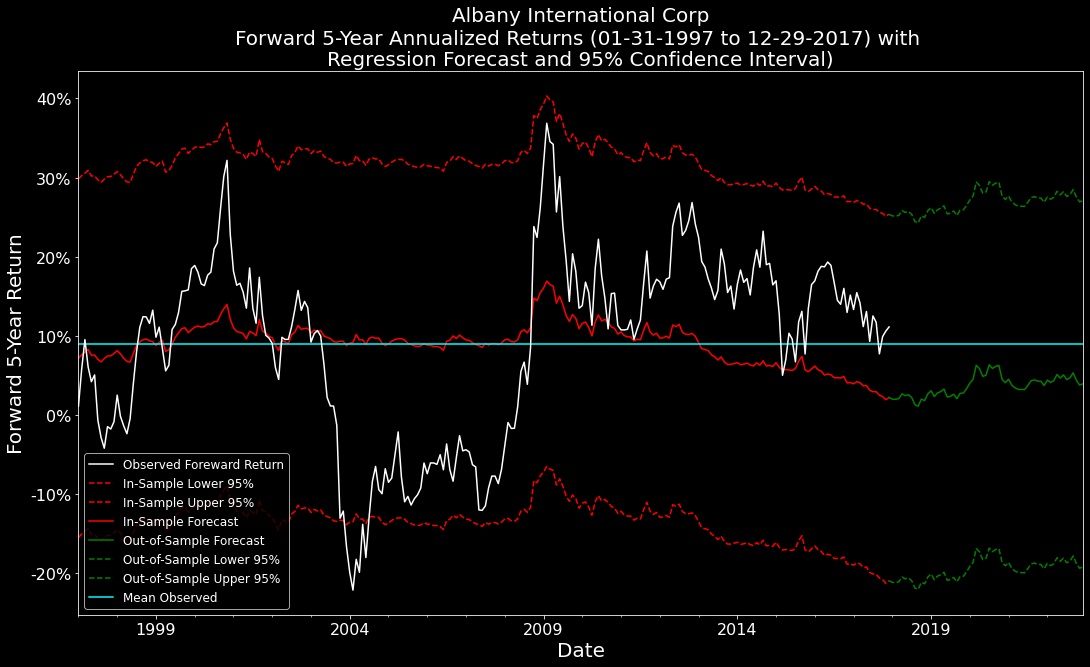 Albany International Corp
Forward 5-Year Annualized Returns (01-31-1997 to 12-29-2017) with
Regression Forecast and 95% Confidence Interval)
Forward 5-Year Return
40%
30%
20%
10%
0%
-10%
-20%
Observed Foreward Return
In-Sample Lower 95%
In-Sample Upper 95%
In-Sample Forecast
Out-of-Sample Forecast
Out-of-Sample Lower 95%
Out-of-Sample Upper 95%
Mean Observed
1999
2004
2009
2014
2019
Date